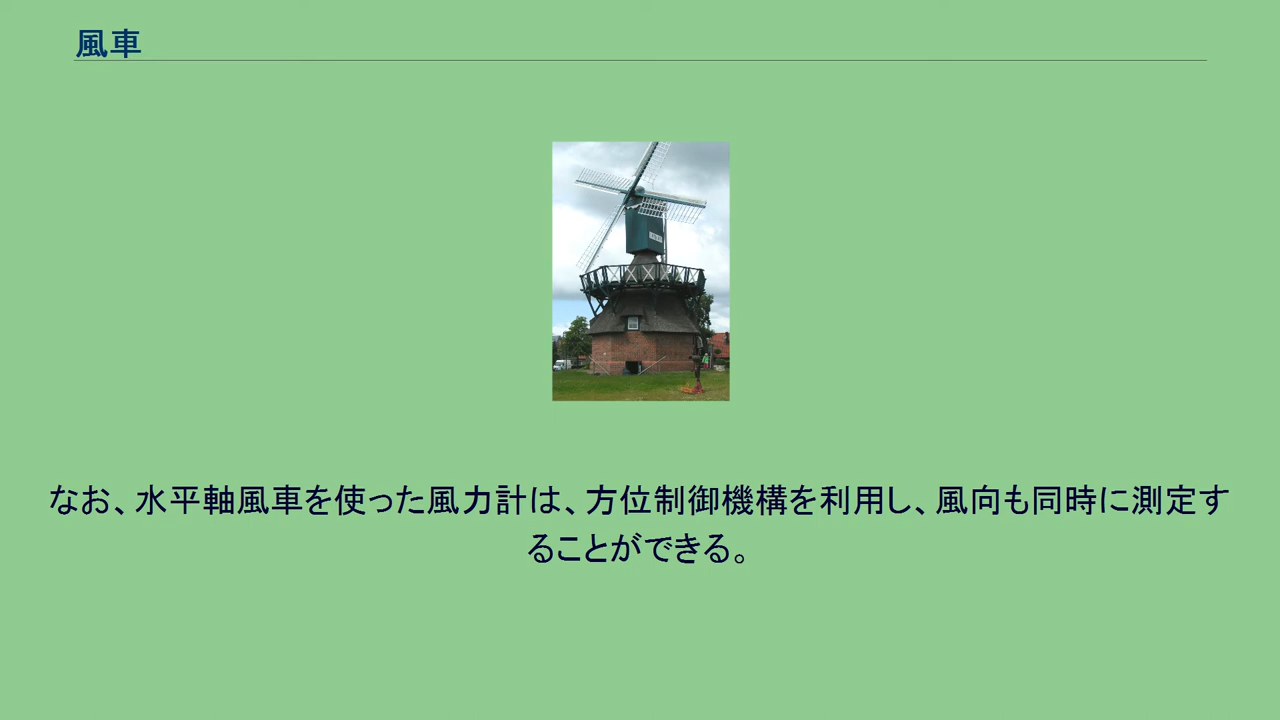 風車
なお、水平軸風車を使った風力計は、方位制御機構を利用し、風向も同時に測定す
ることができる。